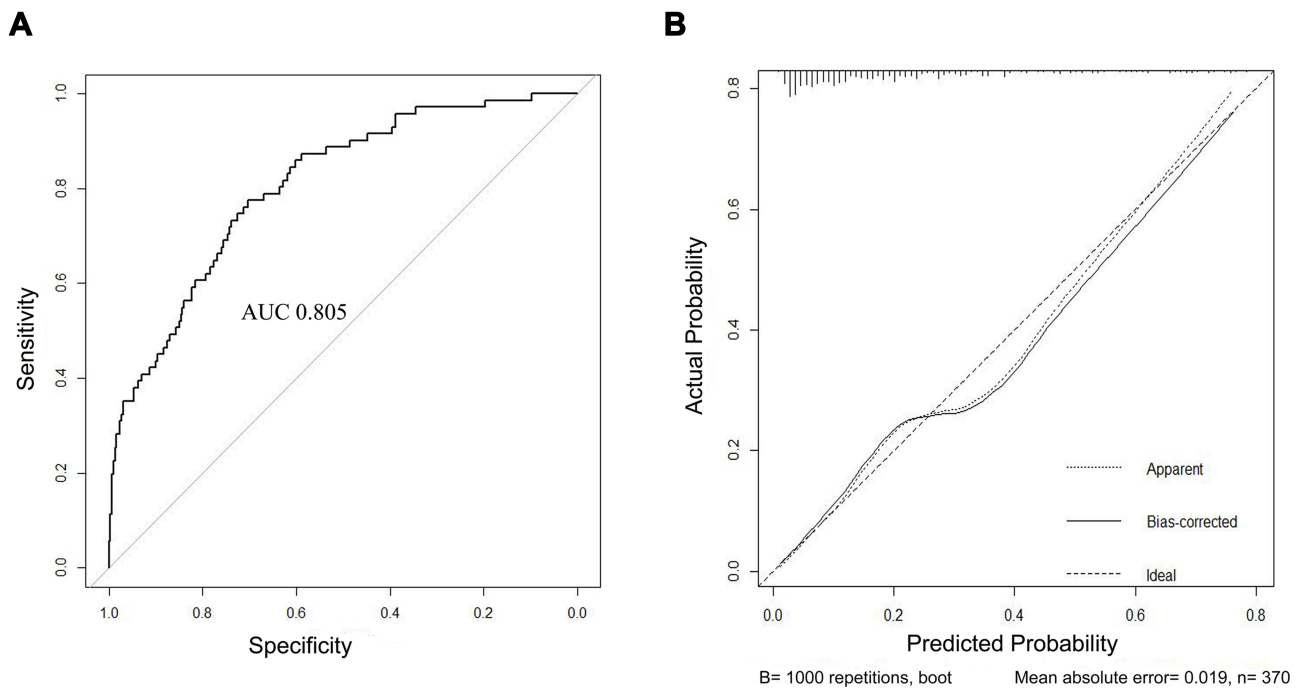 A
1.0
0.8
0.6
0.4
0.2
0.0
Sensitivity
AUC 0.805
1.0 0.8 0.6 0.4 0.2 0.0
Specificity
B
0.8
0.6
0.4
0.2
0.0
Actual Probability
Apparent
Bias-corrected
Ideal
0.0 0.2 0.4 0.6 0.8
Predicted Probability
B= 1000 repetitions, boot
Mean absolute error= 0.019, n= 370